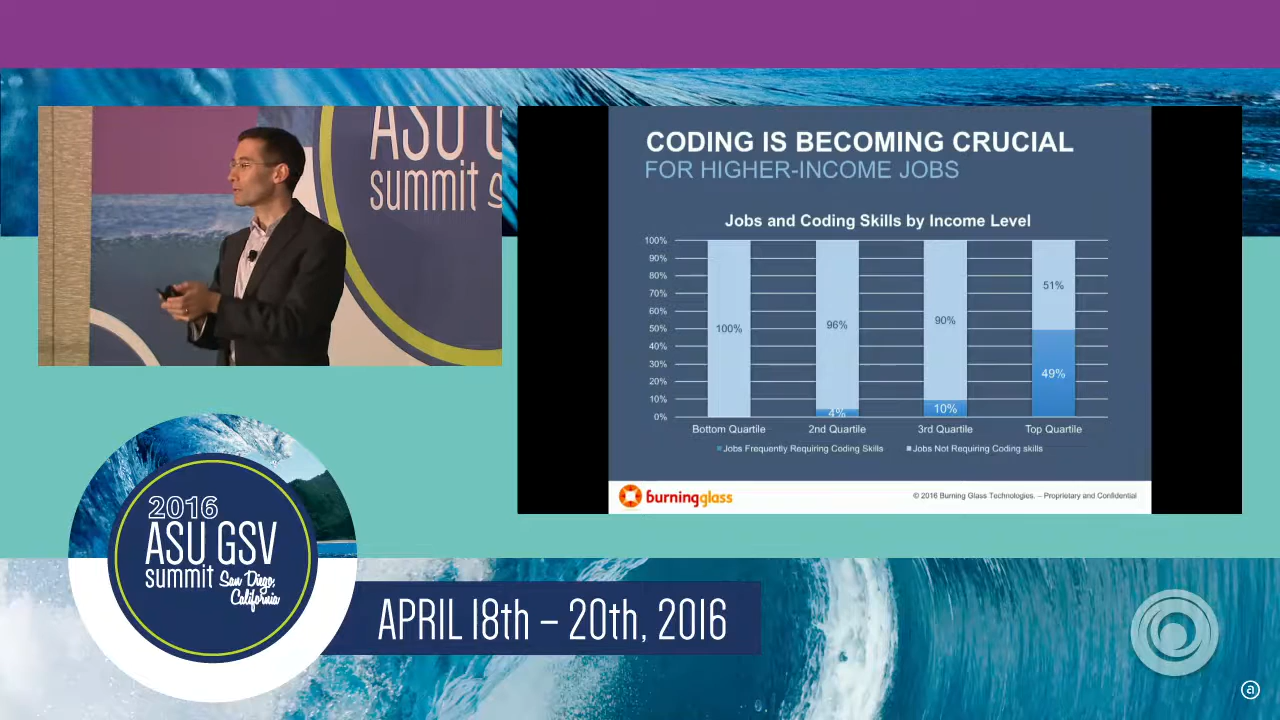 ASU G
summit S
CODING IS BECOMING CRUCIAL
FOR HIGHER-INCOME JOBS
Jobs and Coding Skills by Income Level
100%
90%
80%
70%
60%
50%
40%
30%
20%
10%
0%
100%
96%
4%
90%
10%
51%
49%
Bottom Quartile
2nd Quartile
3rd Quartile
Top Quartile
Jobs Frequently Requiring Coding Skills
Jobs Not Requiring Coding skills
burningglass
© 2016 Burning Glass Technologies. – Proprietary and Confidential
2016
ASU GSV
summit San Diego,
California
APRIL 18th – 20th, 2016
a